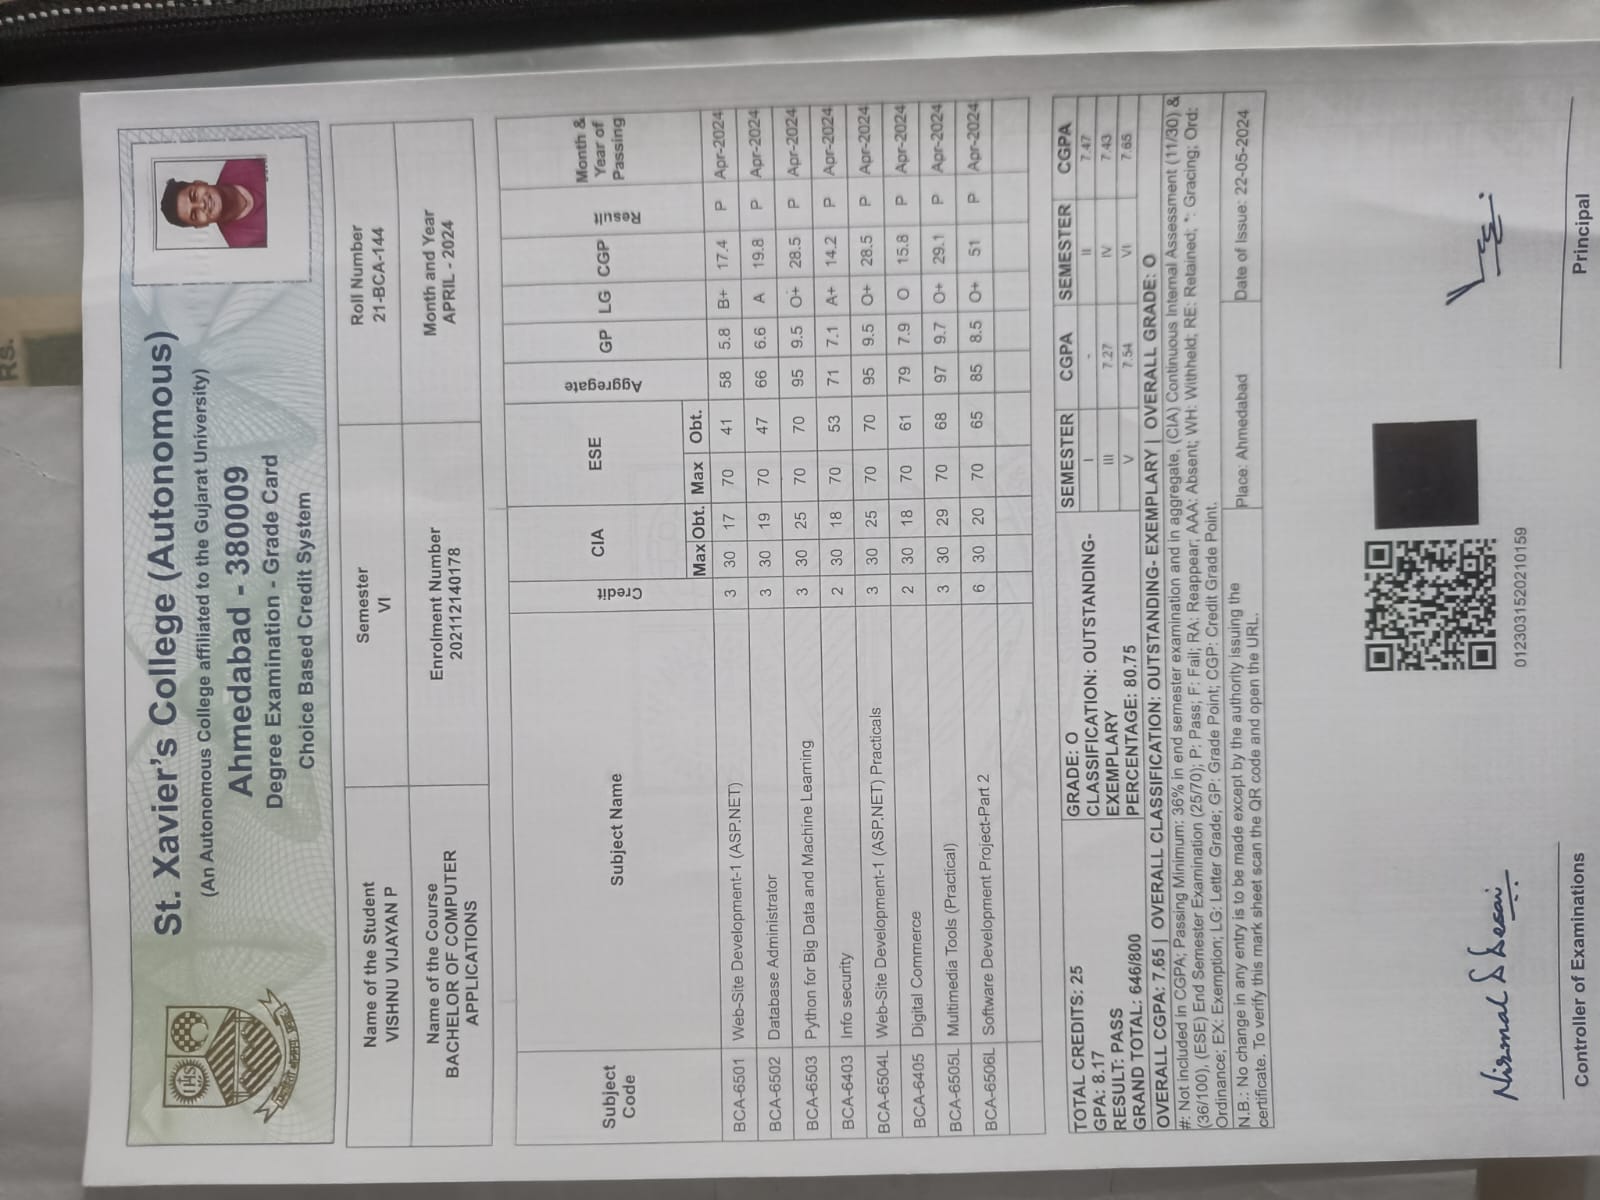 Rs.
St. Xavier's College (Autonomous)
(An Autonomous College affiliated to the Gujarat University)
Ahmedabad - 380009
Degree Examination - Grade Card
Choice Based Credit System
IHS
Name of the Student
VISHNU VIJAYAN P
Semester
VI
Roll Number
21-BCA-144
Name of the Course
BACHELOR OF COMPUTER
APPLICATIONS
Enrolment Number
202112140178
Month and Year
APRIL - 2024
Subject Code Subject Name Credit CIA ESE Aggregate GP LG CGP Result Month & Year of Passing
Max Obt. Max Obt.
BCA-6501 Web-Site Development-1 (ASP.NET) 3 30 17 70 41 58 5.8 B+ 17.4 P Apr-2024
BCA-6502 Database Administrator 3 30 19 70 47 66 6.6 A 19.8 P Apr-2024
BCA-6503 Python for Big Data and Machine Learning 3 30 25 70 70 95 9.5 O+ 28.5 P Apr-2024
BCA-6403 Info security 2 30 18 70 53 71 7.1 A+ 14.2 P Apr-2024
BCA-6504L Web-Site Development-1 (ASP.NET) Practicals 3 30 25 70 70 95 9.5 O+ 28.5 P Apr-2024
BCA-6405 Digital Commerce 2 30 18 70 61 79 7.9 O 15.8 P Apr-2024
BCA-6505L Multimedia Tools (Practical) 3 30 29 70 68 97 9.7 O+ 29.1 P Apr-2024
BCA-6506L Software Development Project-Part 2 6 30 20 70 65 85 8.5 O+ 51 P Apr-2024
TOTAL CREDITS: 25
GPA: 8.17
RESULT: PASS
GRAND TOTAL: 646/800
GRADE: O
CLASSIFICATION: OUTSTANDING-
EXEMPLARY
PERCENTAGE: 80.75
SEMESTER CGPA SEMESTER CGPA
I - II 7.47
III 7.27 IV 7.43
V 7.54 VI 7.65
OVERALL CGPA: 7.65 | OVERALL CLASSIFICATION: OUTSTANDING- EXEMPLARY | OVERALL GRADE: O
#: Not included in CGPA; Passing Minimum: 36% in end semester examination and in aggregate, (CIA) Continuous Internal Assessment (11/30) &
(36/100), (ESE) End Semester Examination (25/70); P: Pass; F: Fail; RA: Reappear; AAA: Absent; WH: Withheld; RE: Retained; *: Gracing; Ord:
Ordinance; EX: Exemption; LG: Letter Grade; GP: Grade Point; CGP: Credit Grade Point.
N.B.: No change in any entry is to be made except by the authority issuing the
certificate. To verify this mark sheet scan the QR code and open the URL.
Place: Ahmedabad
Date of Issue: 22-05-2024
0123031520210159
Nirmal S Desai
Controller of Examinations
Principal